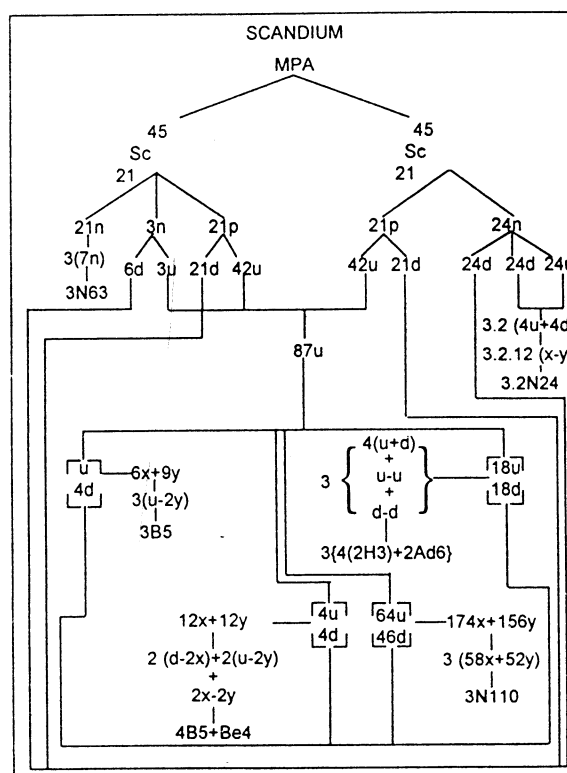 SCANDIUM
MPA
45 45
Sc Sc
21 21
21n 3n 21p 21p 24n
3(7n) 6d 3u 21d 42u 42u 21d 24d 24d 24u
3N63
3.2 (4u+4d
3.2.12 (x-y
3.2N24
87u
u
4d
6x+9y
3(u-2y)
3B5
3 { 4(u+d)
+
u-u
+
d-d }
18u
18d
3{4(2H3)+2Ad6}
12x+12y
2 (d-2x)+2(u-2y)
+
2x-2y
4B5+Be4
4u
4d
64u
46d
174x+156y
3 (58x+52y)
3N110